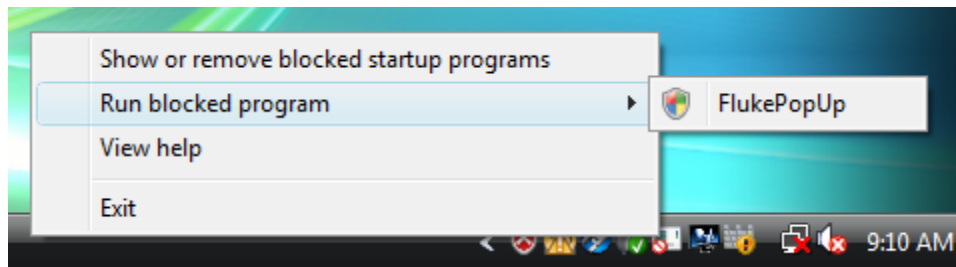 Show or remove blocked startup programs
Run blocked program
FlukePopUp
View help
Exit
9:10 AM